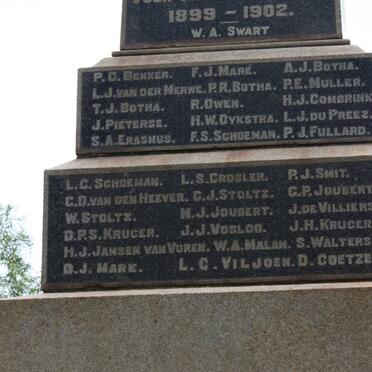 1899 – 1902.
W. A. SWART
P. C. BEKKER. F. J. MARÉ. A. J. BOTHA.
L. J. VAN DER MERWE. P. R. BOTHA. P. E. MULLER.
T. J. BOTHA. R. OWEN. H. J. COMBRINK
J. PIETERSE. H. W. DYKSTRA. L. J. DU PREEZ
S. A. ERASMUS. F. S. SCHOEMAN. P. J. FULLARD.
L. C. SCHOEMAN. L. S. CROBLER. P. J. SMIT.
C. D. VAN DEN HEEVER. C. J. STOLTZ. C. P. JOUBERT
W. STOLTZ. M. J. JOUBERT. J. DE VILLIERS
D. P. S. KRUGER. J. J. VOSLOO. J. H. KRUGER
H. J. JANSEN VAN VUREN. W. A. MALAN. S. WALTERS
D. J. MARE. L. C. VILJOEN. D. COETZE